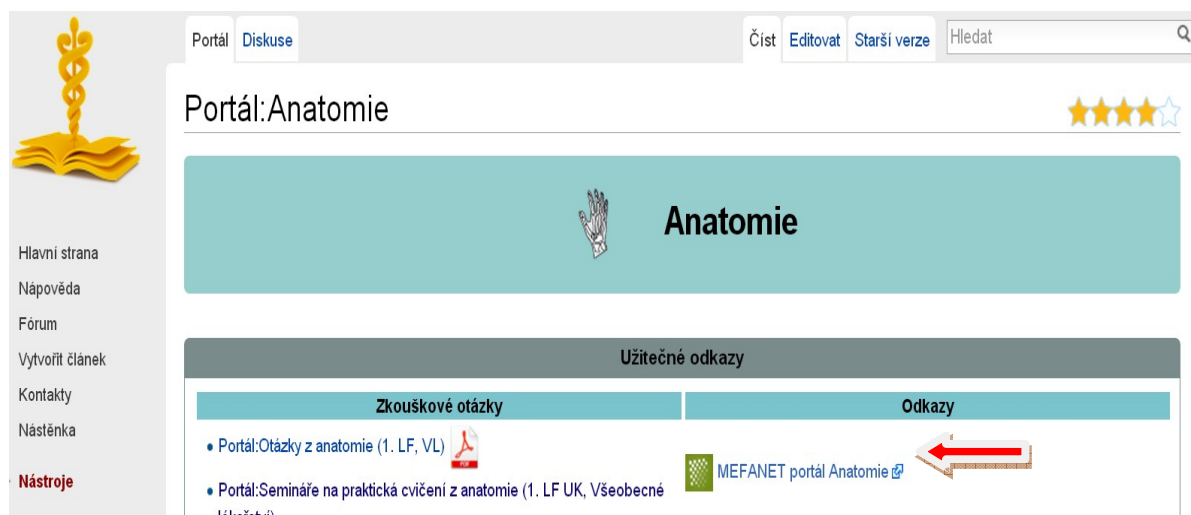 Portál Diskuse Číst Editovat Starší verze Hledat
Portál:Anatomie
Anatomie
Hlavní strana
Nápověda
Fórum
Vytvořit článek
Kontakty
Nástěnka
Nástroje
Užitečné odkazy
Zkouškové otázky
Portál:Otázky z anatomie (1. LF, VL)
PDF
Portál:Semináře na praktická cvičení z anatomie (1. LF UK, Všeobecné
Odkazy
MEFANET portál Anatomie